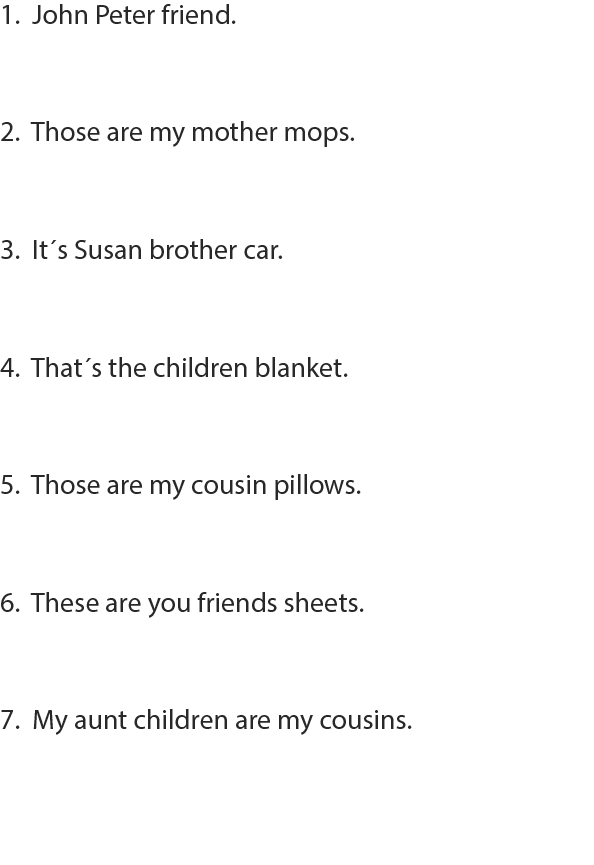 1. John Peter friend.
2. Those are my mother mops.
3. It´s Susan brother car.
4. That´s the children blanket.
5. Those are my cousin pillows.
6. These are you friends sheets.
7. My aunt children are my cousins.